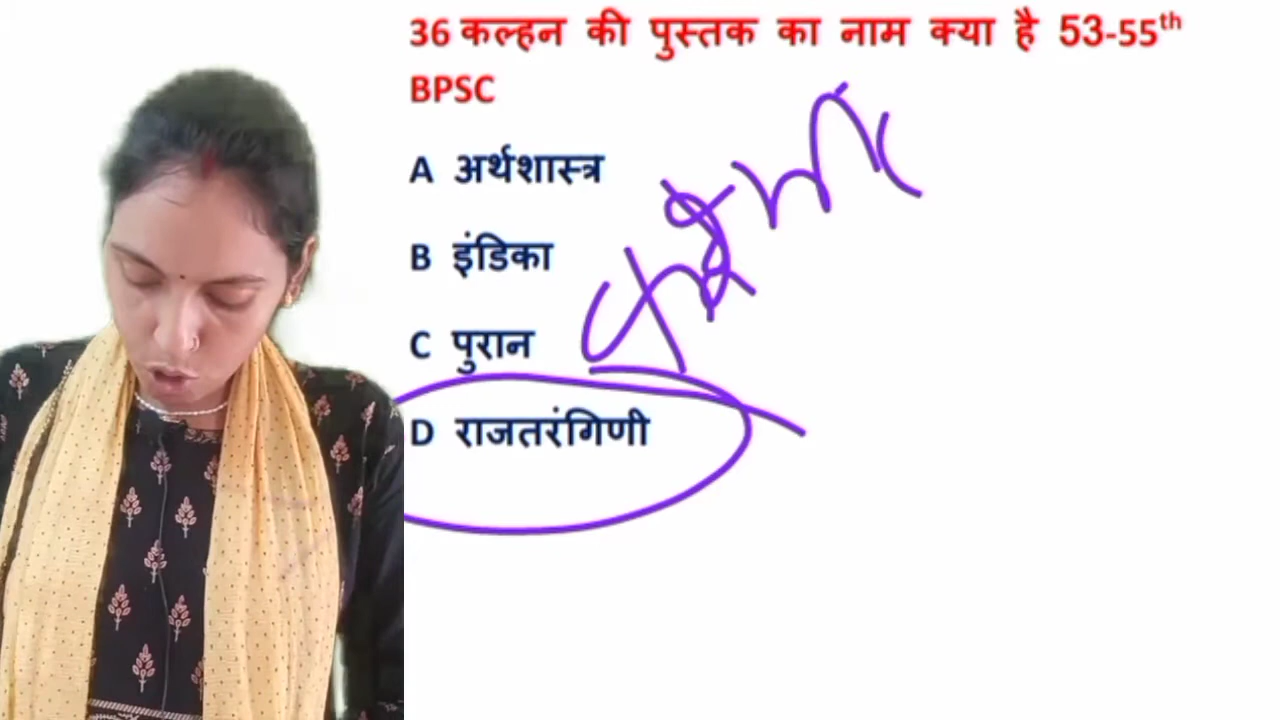 36 कल्हन की पुस्तक का नाम क्या है 53-55th
BPSC
A अर्थशास्त्र
B इंडिका
C पुरान
D राजतरंगिणी